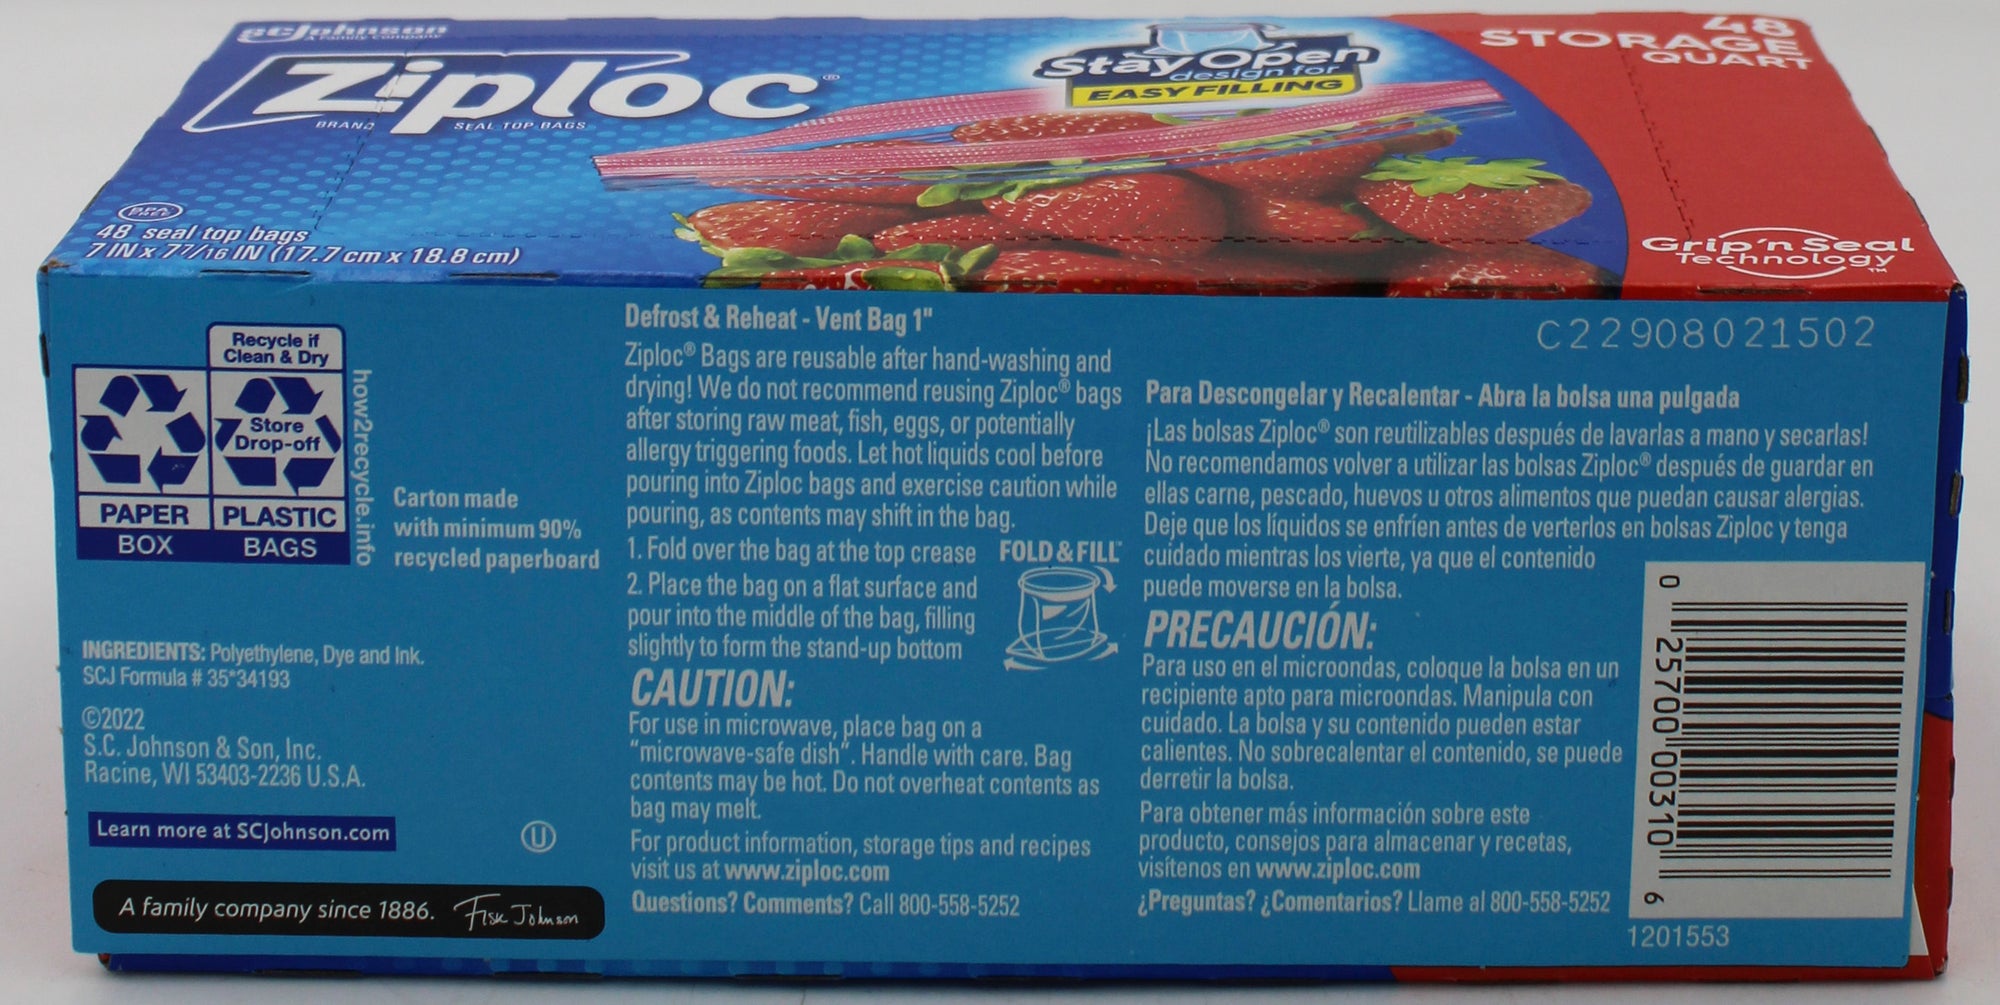 SC Johnson
A family company
Ziploc®
BRAND SEAL TOP BAGS
BPA FREE
48 seal top bags
7 IN x 7 7/16 IN (17.7 cm x 18.8 cm)
Stay Open
design for
EASY FILLING
48
STORAGE
QUART
Grip'n Seal
Technology™
Recycle if
Clean & Dry
Store
Drop-off
PAPER
BOX
PLASTIC
BAGS
how2recycle.info
Carton made
with minimum 90%
recycled paperboard
INGREDIENTS: Polyethylene, Dye and Ink.
SCJ Formula # 35*34193
©2022
S.C. Johnson & Son, Inc.
Racine, WI 53403-2236 U.S.A.
Learn more at SCJohnson.com
U
A family company since 1886. Fisk Johnson
Defrost & Reheat - Vent Bag 1"
Ziploc® Bags are reusable after hand-washing and
drying! We do not recommend reusing Ziploc® bags
after storing raw meat, fish, eggs, or potentially
allergy triggering foods. Let hot liquids cool before
pouring into Ziploc bags and exercise caution while
pouring, as contents may shift in the bag.
1. Fold over the bag at the top crease
2. Place the bag on a flat surface and
pour into the middle of the bag, filling
slightly to form the stand-up bottom
FOLD & FILL™
CAUTION:
For use in microwave, place bag on a
“microwave-safe dish”. Handle with care. Bag
contents may be hot. Do not overheat contents as
bag may melt.
For product information, storage tips and recipes
visit us at www.ziploc.com
Questions? Comments? Call 800-558-5252
C22908021502
Para Descongelar y Recalentar - Abra la bolsa una pulgada
¡Las bolsas Ziploc® son reutilizables después de lavarlas a mano y secarlas!
No recomendamos volver a utilizar las bolsas Ziploc® después de guardar en
ellas carne, pescado, huevos u otros alimentos que puedan causar alergias.
Deje que los líquidos se enfríen antes de verterlos en bolsas Ziploc y tenga
cuidado mientras los vierte, ya que el contenido
puede moverse en la bolsa.
PRECAUCIÓN:
Para uso en el microondas, coloque la bolsa en un
recipiente apto para microondas. Manipula con
cuidado. La bolsa y su contenido pueden estar
calientes. No sobrecalentar el contenido, se puede
derretir la bolsa.
Para obtener más información sobre este
producto, consejos para almacenar y recetas,
visítenos en www.ziploc.com
¿Preguntas? ¿Comentarios? Llame al 800-558-5252
0 25700 00310 6
1201553